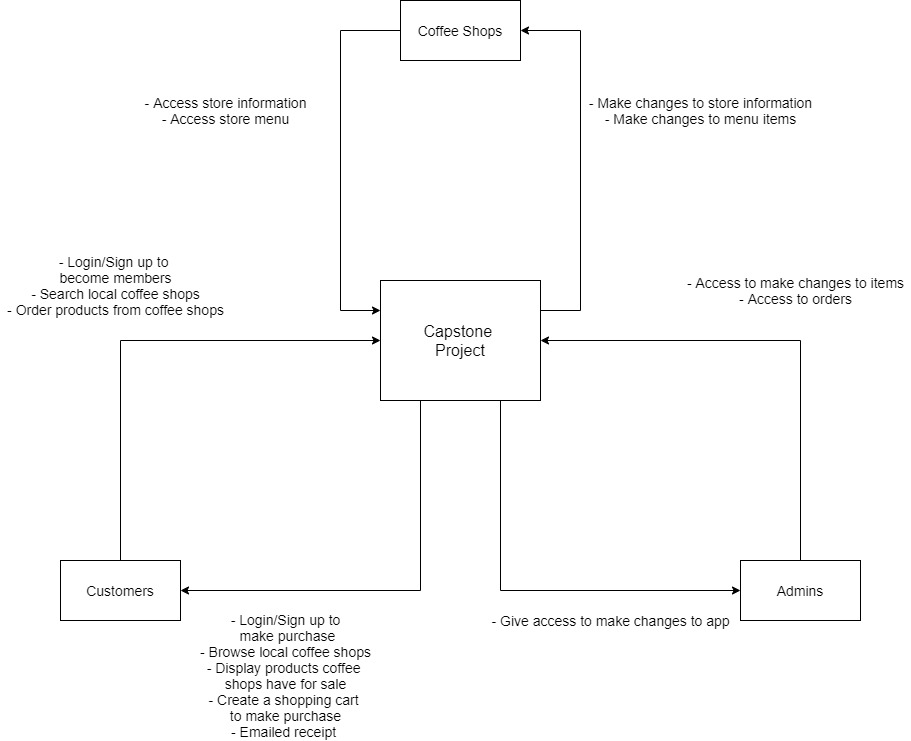 Coffee Shops
- Access store information
- Access store menu
- Make changes to store information
- Make changes to menu items
- Login/Sign up to
become members
- Search local coffee shops
- Order products from coffee shops
- Access to make changes to items
- Access to orders
Capstone
Project
Customers
Admins
- Login/Sign up to
make purchase
- Browse local coffee shops
- Display products coffee
shops have for sale
- Create a shopping cart
to make purchase
- Emailed receipt
- Give access to make changes to app